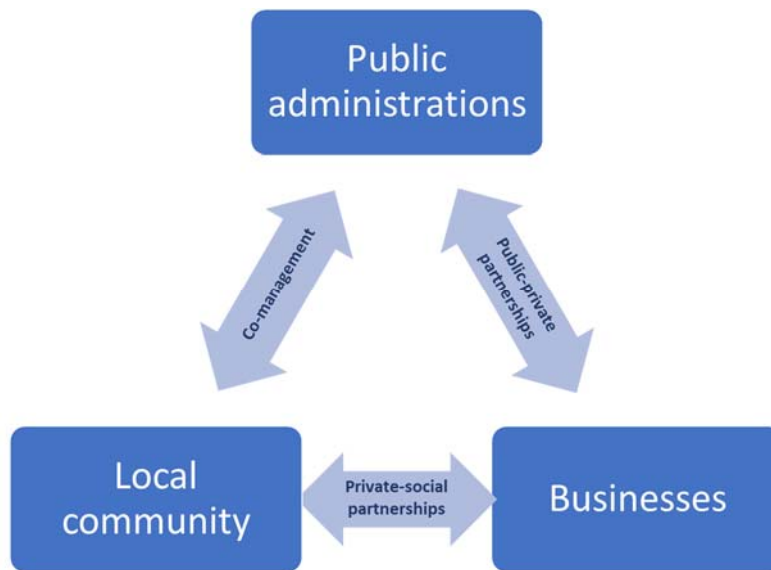 Public
administrations
Co-management
Public-private
partnerships
Local
community
Private-social
partnerships
Businesses